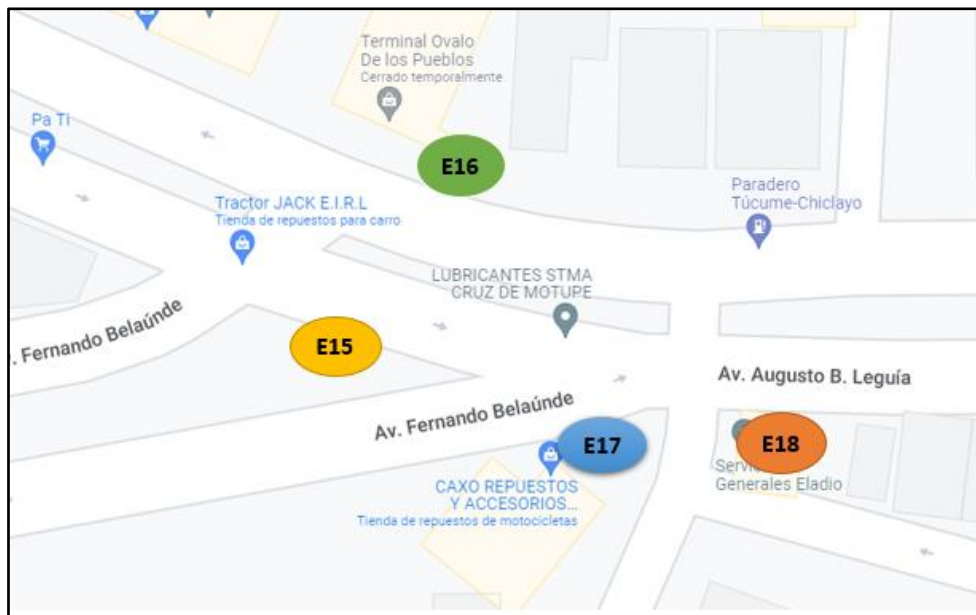 Terminal Ovalo
De los Pueblos
Cerrado temporalmente
Pa Ti
E16
Paradero
Túcume-Chiclayo
Tractor JACK E.I.R.L
Tienda de repuestos para carro
LUBRICANTES STMA
CRUZ DE MOTUPE
Fernando Belaúnde
E15
Av. Augusto B. Leguía
Av. Fernando Belaúnde
E17
E18
Generales Eladio
CAXO REPUESTOS
Y ACCESORIOS...
Tienda de repuestos de motocicletas